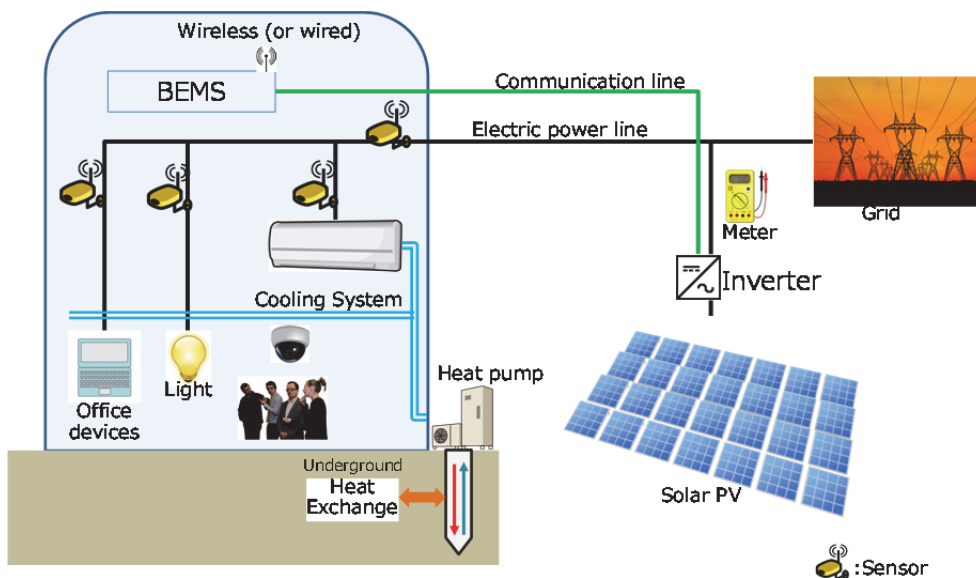 Wireless (or wired)
BEMS
Communication line
Electric power line
Grid
Meter
Inverter
Cooling System
Office
devices
Light
Heat pump
Underground
Heat
Exchange
Solar PV
:Sensor